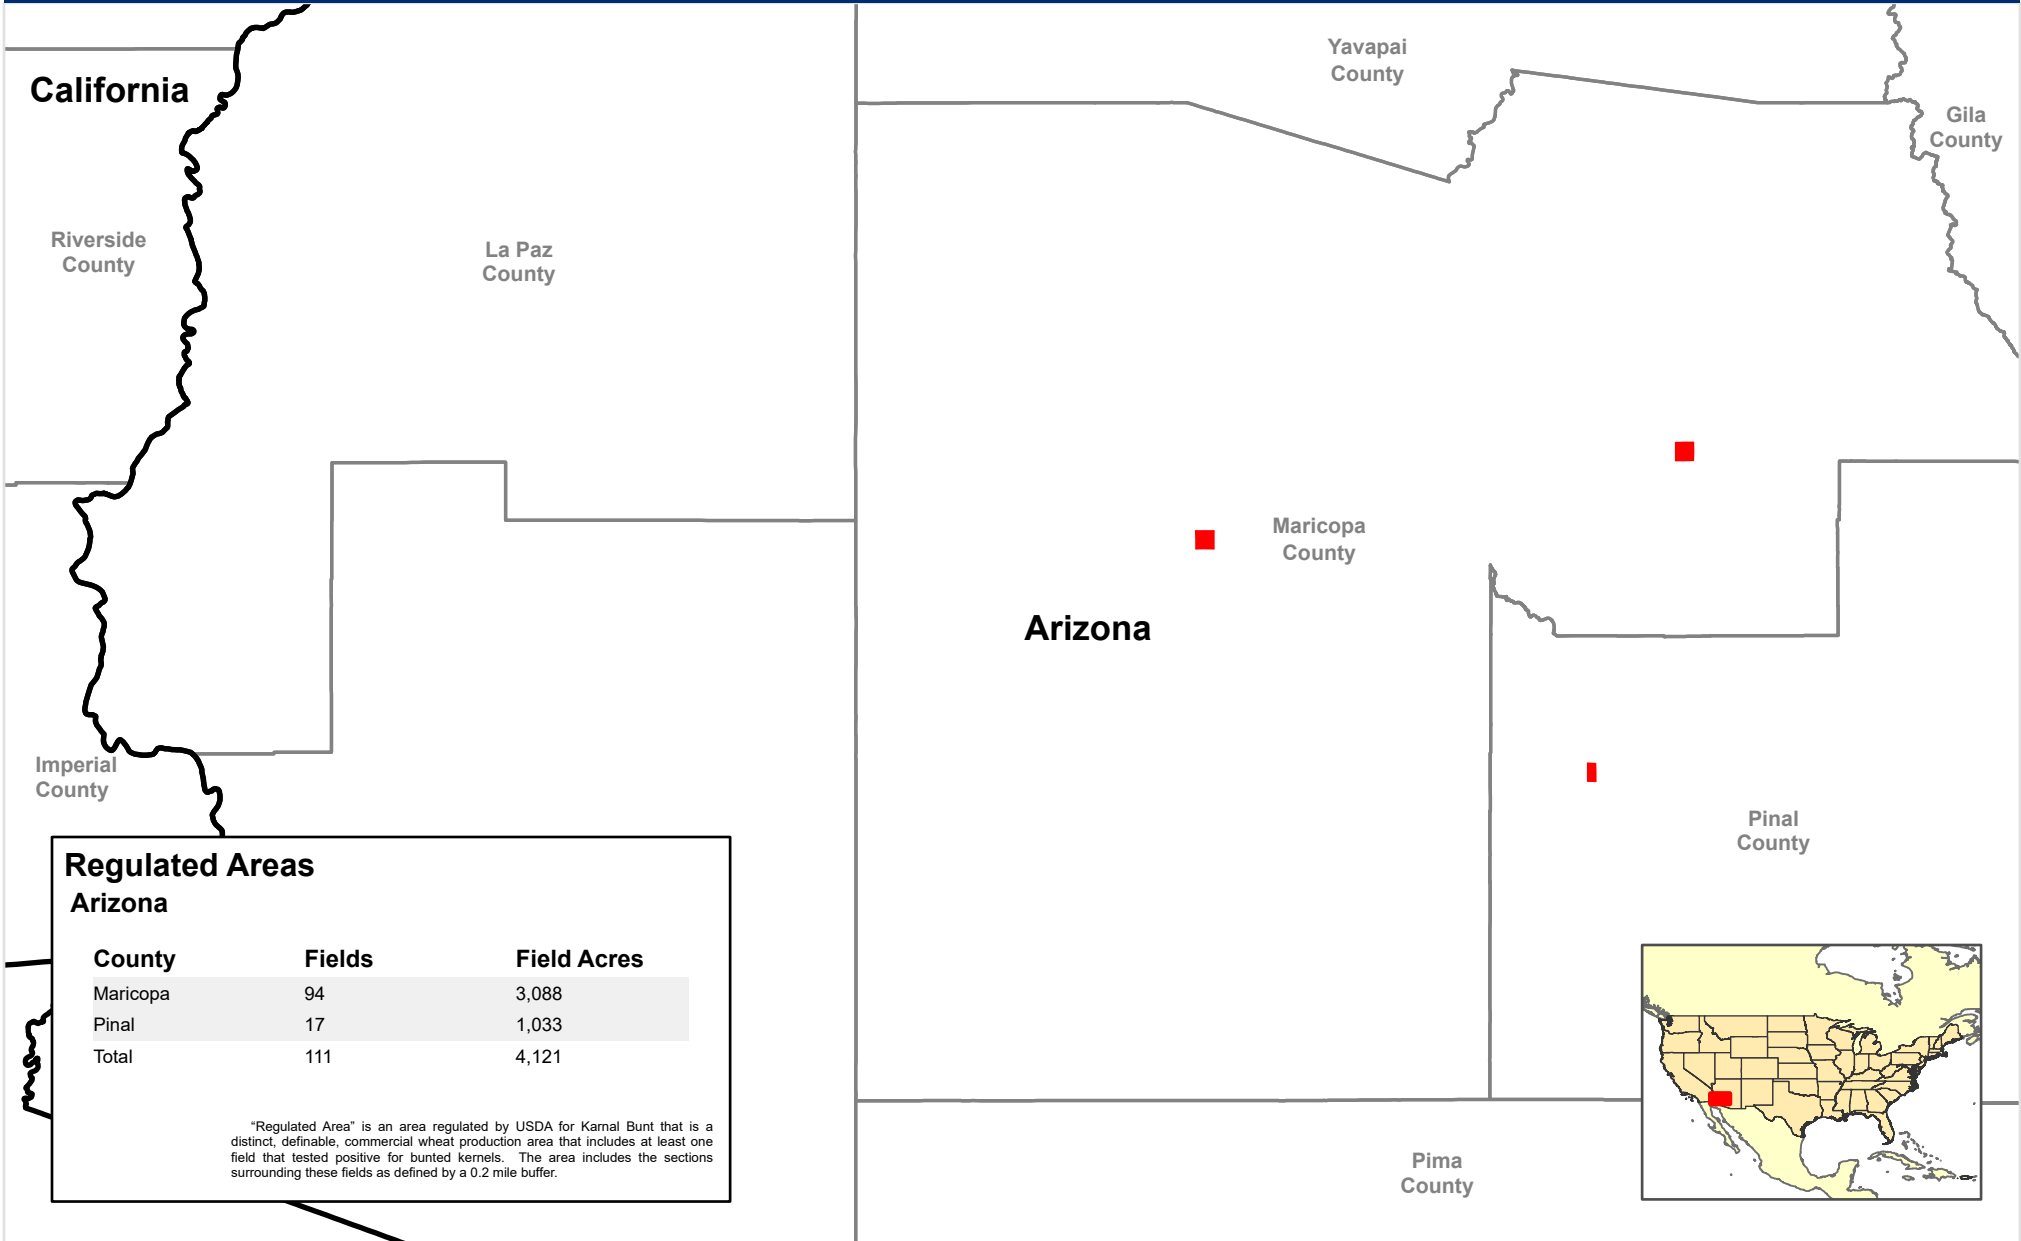 California
Yavapai
County
Gila
County
Riverside
County
La Paz
County
Maricopa
County
Arizona
Imperial
County
Pinal
County
Regulated Areas
Arizona
County Fields Field Acres
Maricopa 94 3,088
Pinal 17 1,033
Total 111 4,121
“Regulated Area” is an area regulated by USDA for Karnal Bunt that is a
distinct, definable, commercial wheat production area that includes at least one
field that tested positive for bunted kernels. The area includes the sections
surrounding these fields as defined by a 0.2 mile buffer.
Pima
County